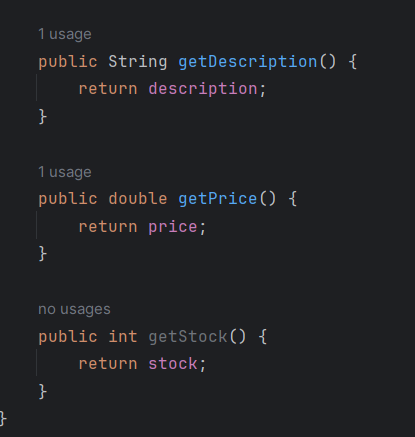 1 usage
public String getDescription() {
return description;
}
1 usage
public double getPrice() {
return price;
}
no usages
public int getStock() {
return stock;
}
}